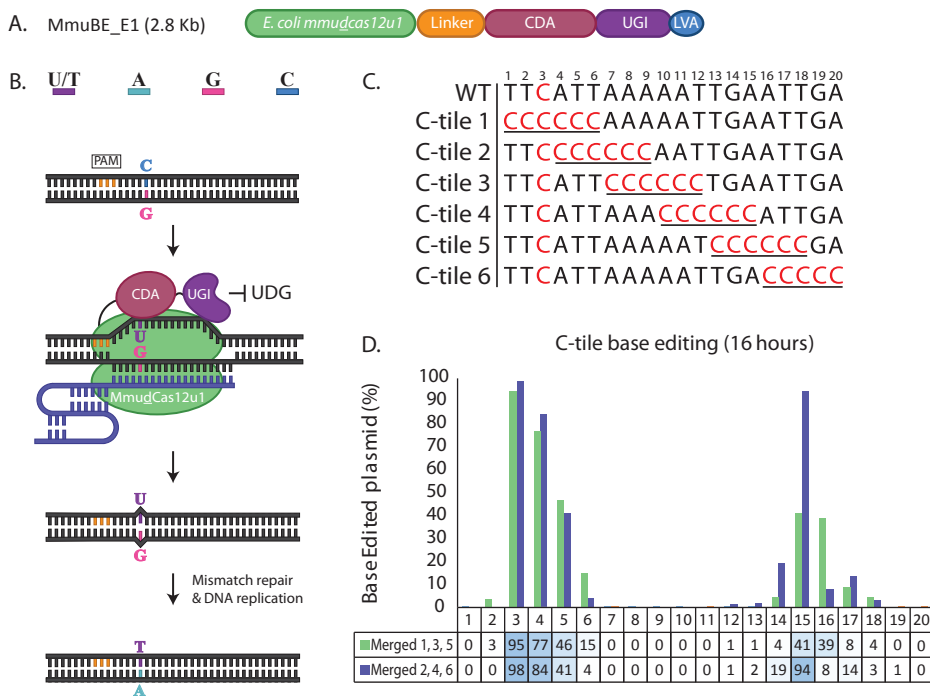 A. MmuBE_E1 (2.8 Kb)
E. coli mmudcas12u1 Linker CDA UGI LVA
B.
U/T A G C
PAM
C
G
CDA UGI UDG
U
G
MmudCas12u1
U
G
Mismatch repair
& DNA replication
T
A
C.
1 2 3 4 5 6 7 8 9 10 11 12 13 14 15 16 17 18 19 20
WT TTCATTAAAAATTGAATTGA
C-tile 1 CCCCCCAAAAATTGAATTGA
C-tile 2 TTCCCCCCCAATTGAATTGA
C-tile 3 TTCATTCCCCCCTGAATTGA
C-tile 4 TTCATTAAACCCCCCATTGA
C-tile 5 TTCATTAAAAATCCCCCCGA
C-tile 6 TTCATTAAAAATTGACCCCC
D. C-tile base editing (16 hours)
Base Edited plasmid (%)
100
90
80
70
60
50
40
30
20
10
0
1 2 3 4 5 6 7 8 9 10 11 12 13 14 15 16 17 18 19 20
Merged 1, 3, 5 0 3 95 77 46 15 0 0 0 0 0 1 1 4 41 39 8 4 0 0
Merged 2, 4, 6 0 0 98 84 41 4 0 0 0 0 0 1 2 19 94 8 14 3 1 0